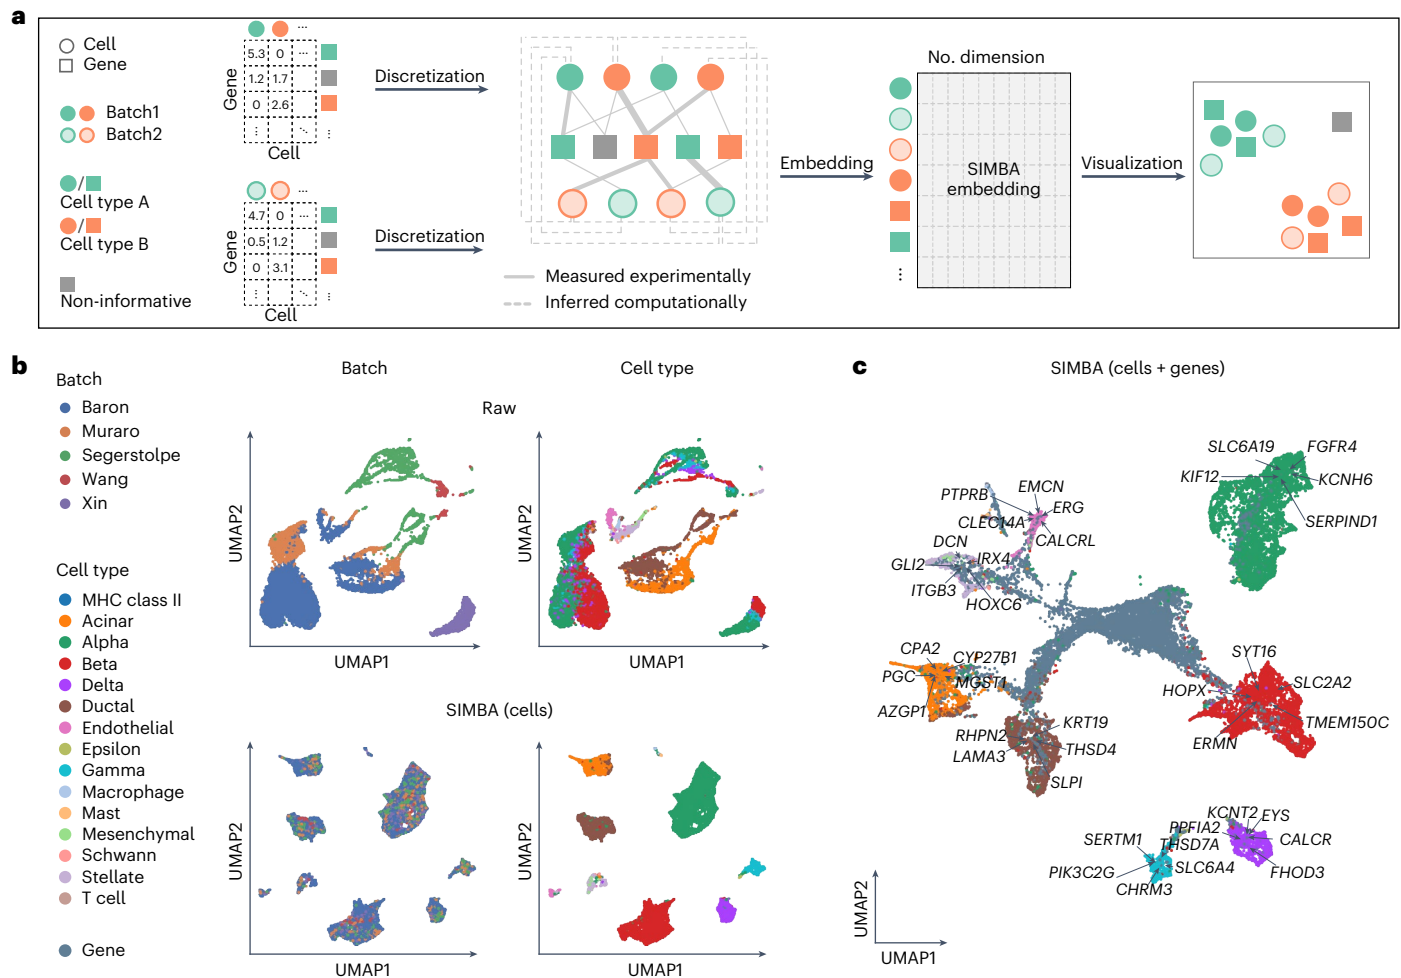 a
Cell
Gene
Batch1
Batch2
/
Cell type A
/
Cell type B
Non-informative
...
5.3 0 ...
1.2 1.7
0 2.6
Gene
Cell
...
4.7 0 ...
0.5 1.2
0 3.1
Gene
Cell
Discretization
Discretization
Measured experimentally
Inferred computationally
Embedding
No. dimension
SIMBA
embedding
Visualization
b
Batch
Baron
Muraro
Segerstolpe
Wang
Xin
Cell type
MHC class II
Acinar
Alpha
Beta
Delta
Ductal
Endothelial
Epsilon
Gamma
Macrophage
Mast
Mesenchymal
Schwann
Stellate
T cell
Gene
Batch
Cell type
Raw
UMAP2
UMAP1
UMAP2
UMAP1
SIMBA (cells)
UMAP2
UMAP1
UMAP2
UMAP1
c
SIMBA (cells + genes)
SLC6A19
FGFR4
KIF12
KCNH6
SERPIND1
PTPRB
EMCN
ERG
CLEC14A
CALCRL
DCN
IRX4
GLI2
ITGB3
HOXC6
CPA2
CYP27B1
PGC
MGST1
AZGP1
RHPN2
KRT19
LAMA3
THSD4
SLPI
SYT16
HOPX
SLC2A2
TMEM150C
ERMN
KCNT2
EYS
PPFIA2
SERTM1
THSD7A
CALCR
PIK3C2G
SLC6A4
FHOD3
CHRM3
UMAP2
UMAP1